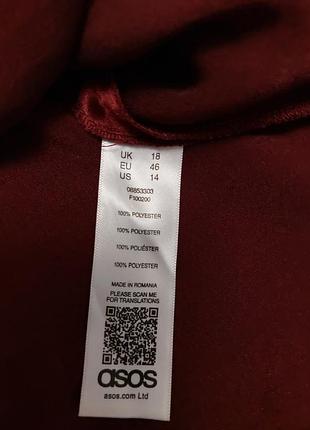 UK 18
EU 46
US 14
08853303
F100200
100% POLYESTER
100% POLYESTER
100% POLIÉSTER
100% POLYESTER
MADE IN ROMANIA
PLEASE SCAN ME
FOR TRANSLATIONS
asos
asos.com Ltd